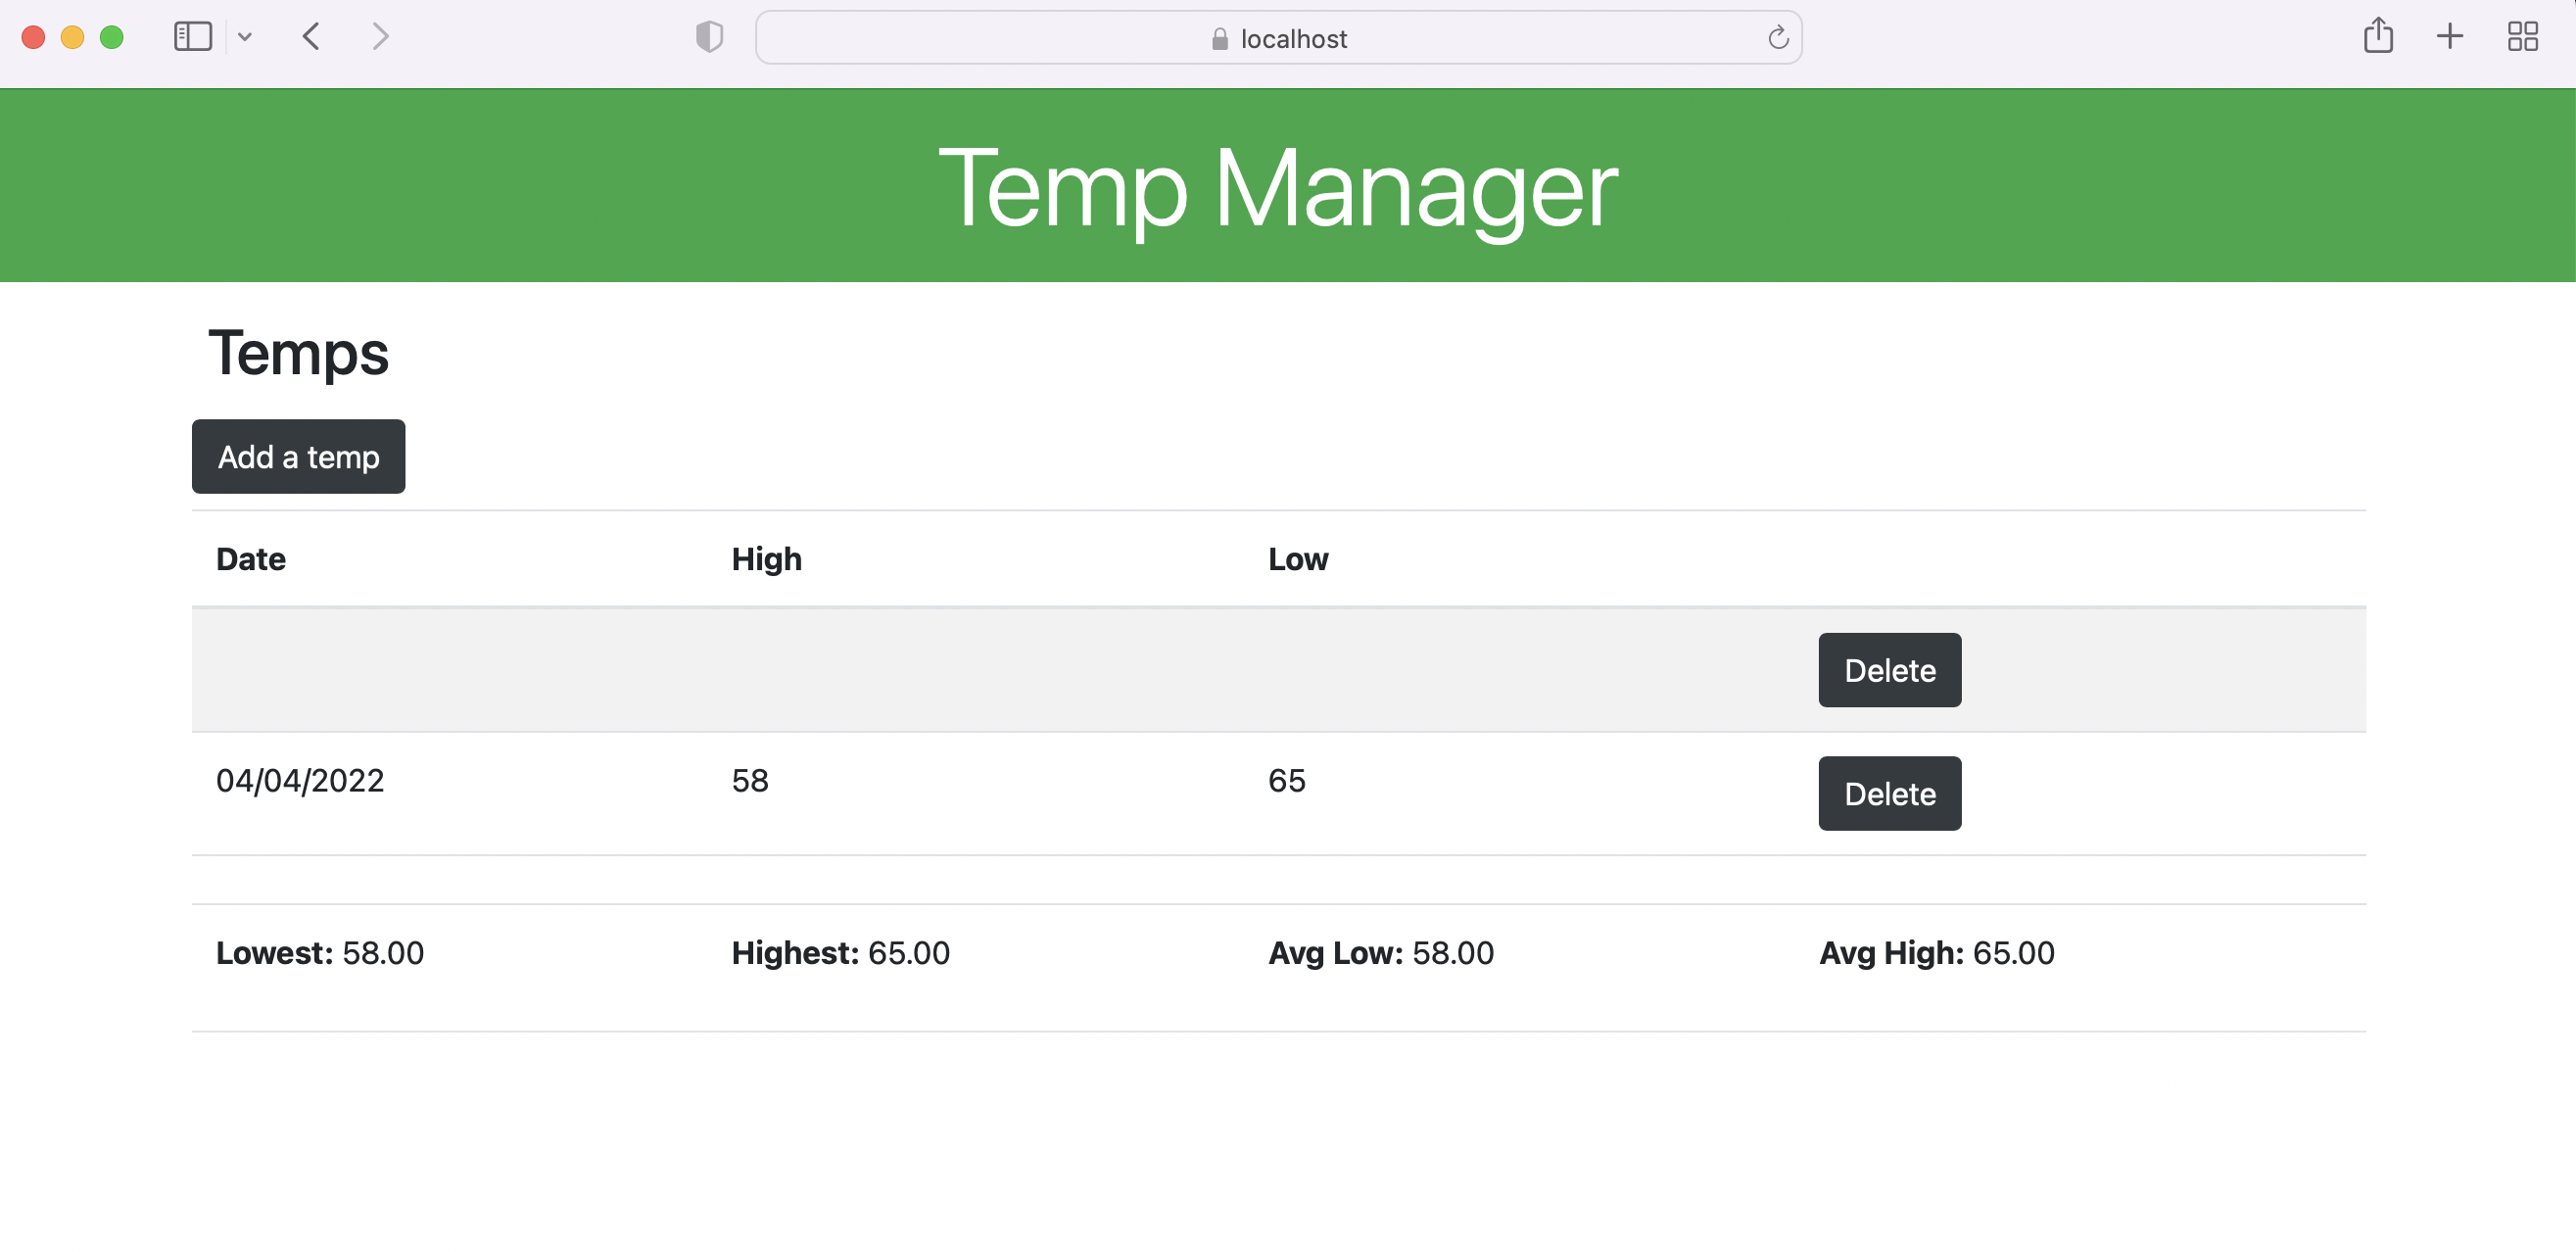 localhost
Temp Manager
Temps
Add a temp
Date High Low
Delete
04/04/2022 58 65 Delete
Lowest: 58.00 Highest: 65.00 Avg Low: 58.00 Avg High: 65.00